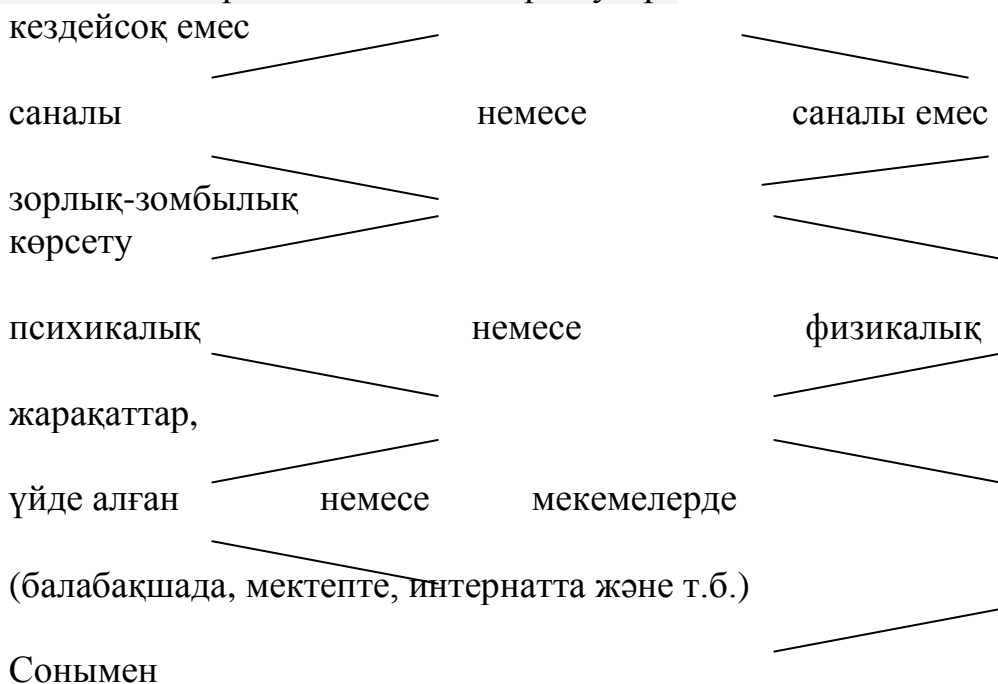 кездейсоқ емес
саналы немесе саналы емес
зорлық-зомбылық
көрсету
психикалық немесе физикалық
жарақаттар,
үйде алған немесе мекемелерде
(балабақшада, мектепте, интернатта және т.б.)
Сонымен